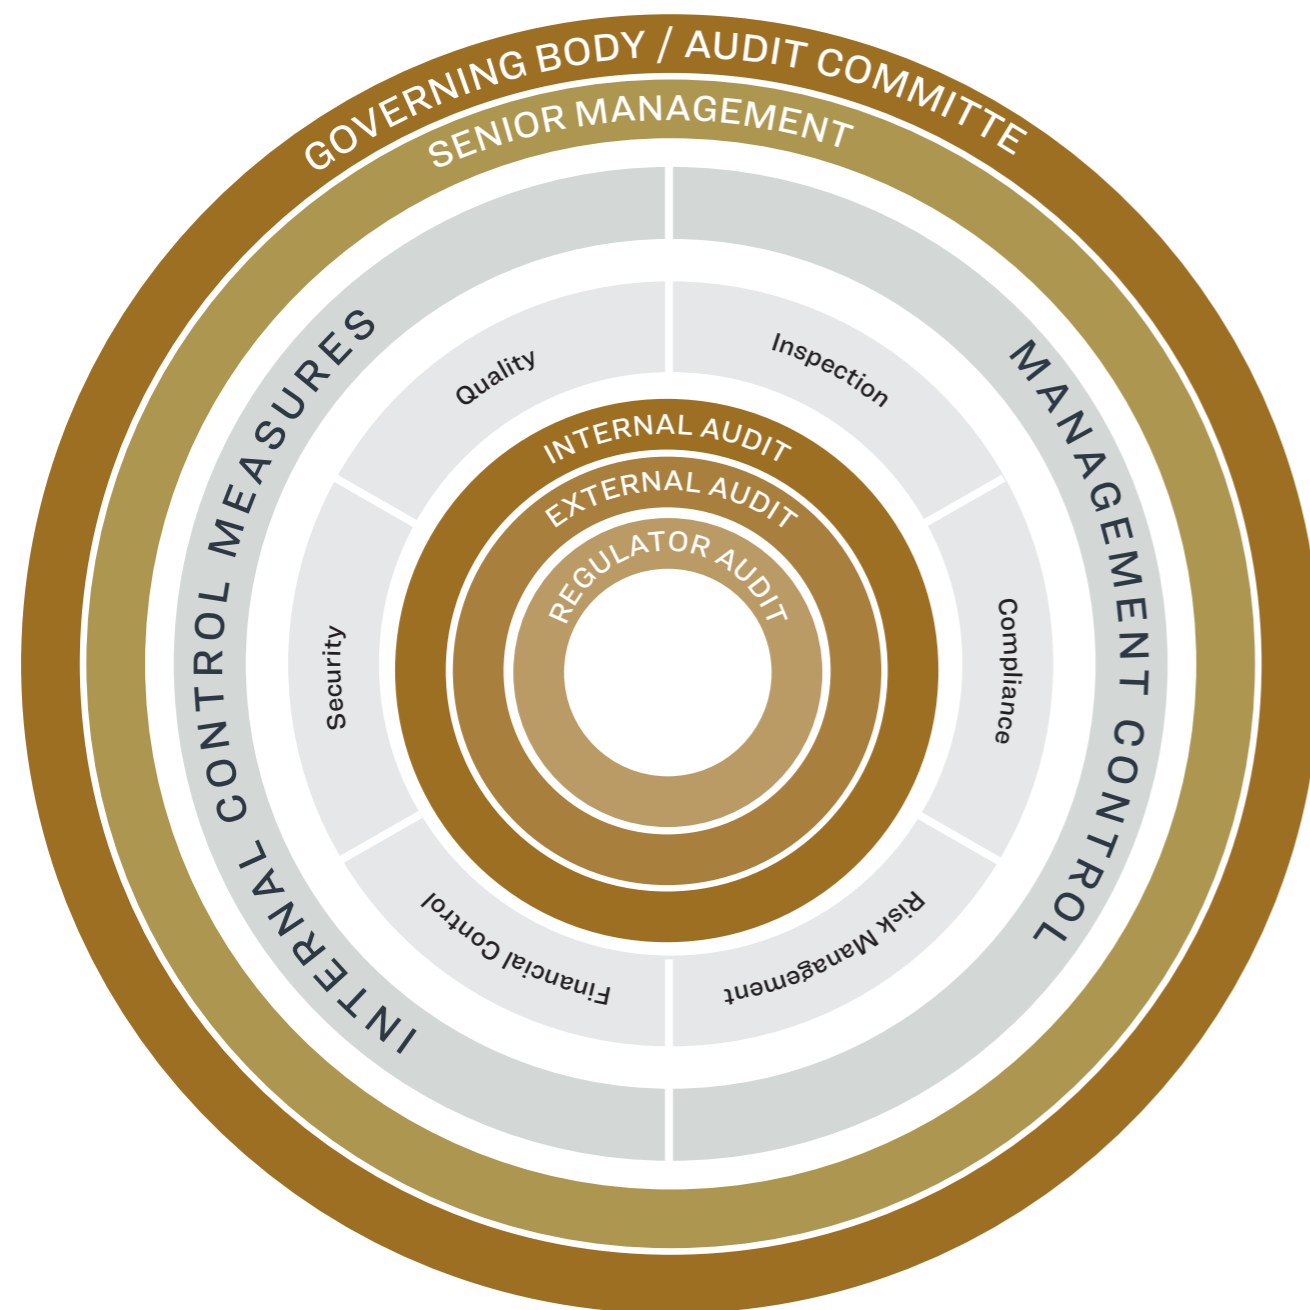 GOVERNING BODY / AUDIT COMMITTE
SENIOR MANAGEMENT
INTERNAL CONTROL MEASURES
MANAGEMENT CONTROL
Quality
Inspection
Security
Compliance
Financial Control
Risk Management
INTERNAL AUDIT
EXTERNAL AUDIT
REGULATOR AUDIT